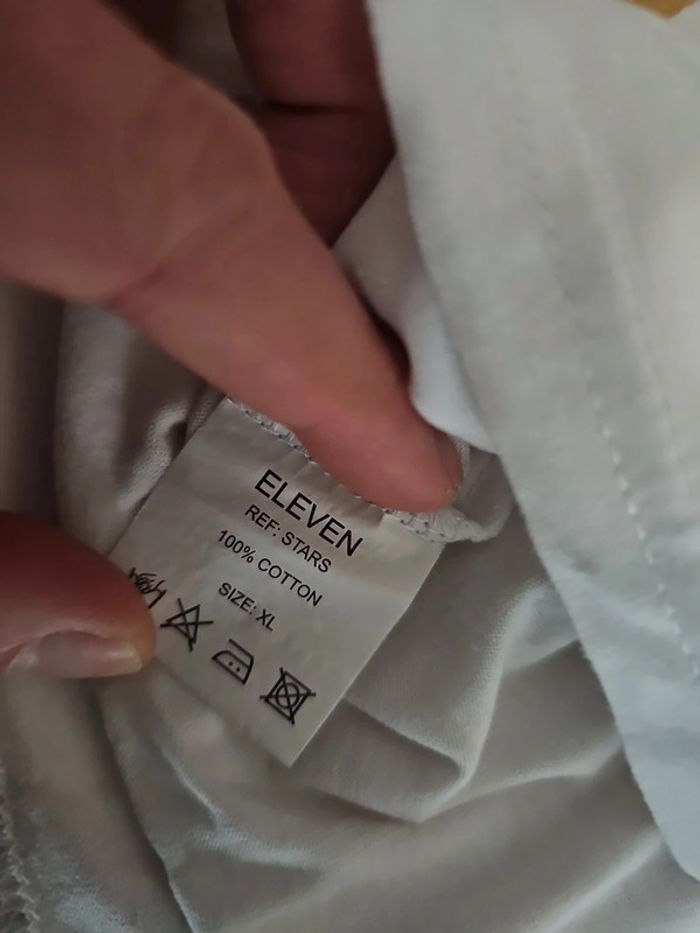 ELEVEN
REF: STARS
100% COTTON
SIZE: XL